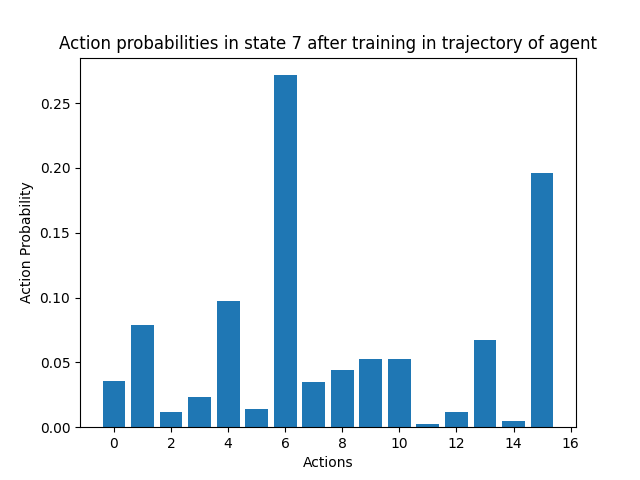 Action probabilities in state 7 after training in trajectory of agent
0.25
0.20
0.15
0.10
0.05
0.00
Action Probability
0 2 4 6 8 10 12 14 16
Actions